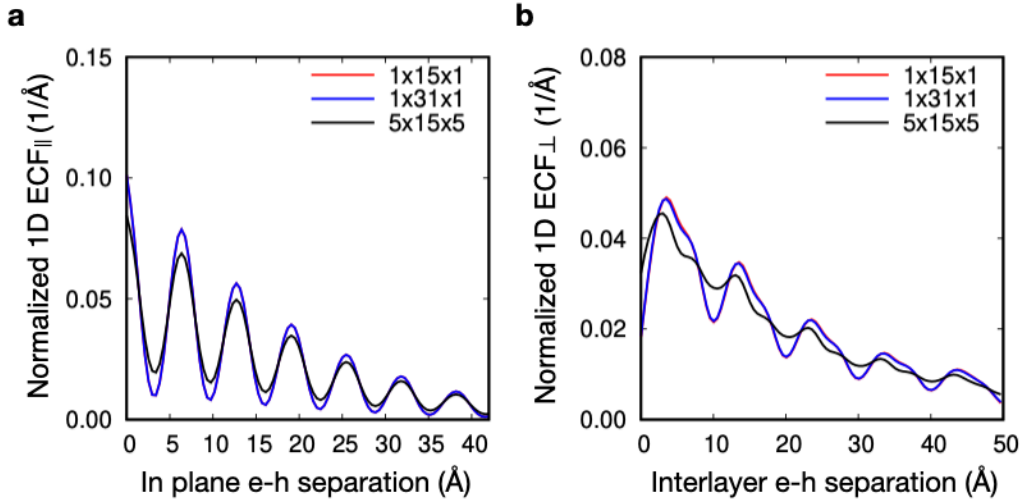 a
b
Normalized 1D ECF∥ (1/Å)
0.15
0.10
0.05
0.00
1x15x1
1x31x1
5x15x5
0 5 10 15 20 25 30 35 40
In plane e-h separation (Å)
Normalized 1D ECF⊥ (1/Å)
0.08
0.06
0.04
0.02
0.00
1x15x1
1x31x1
5x15x5
0 10 20 30 40 50
Interlayer e-h separation (Å)